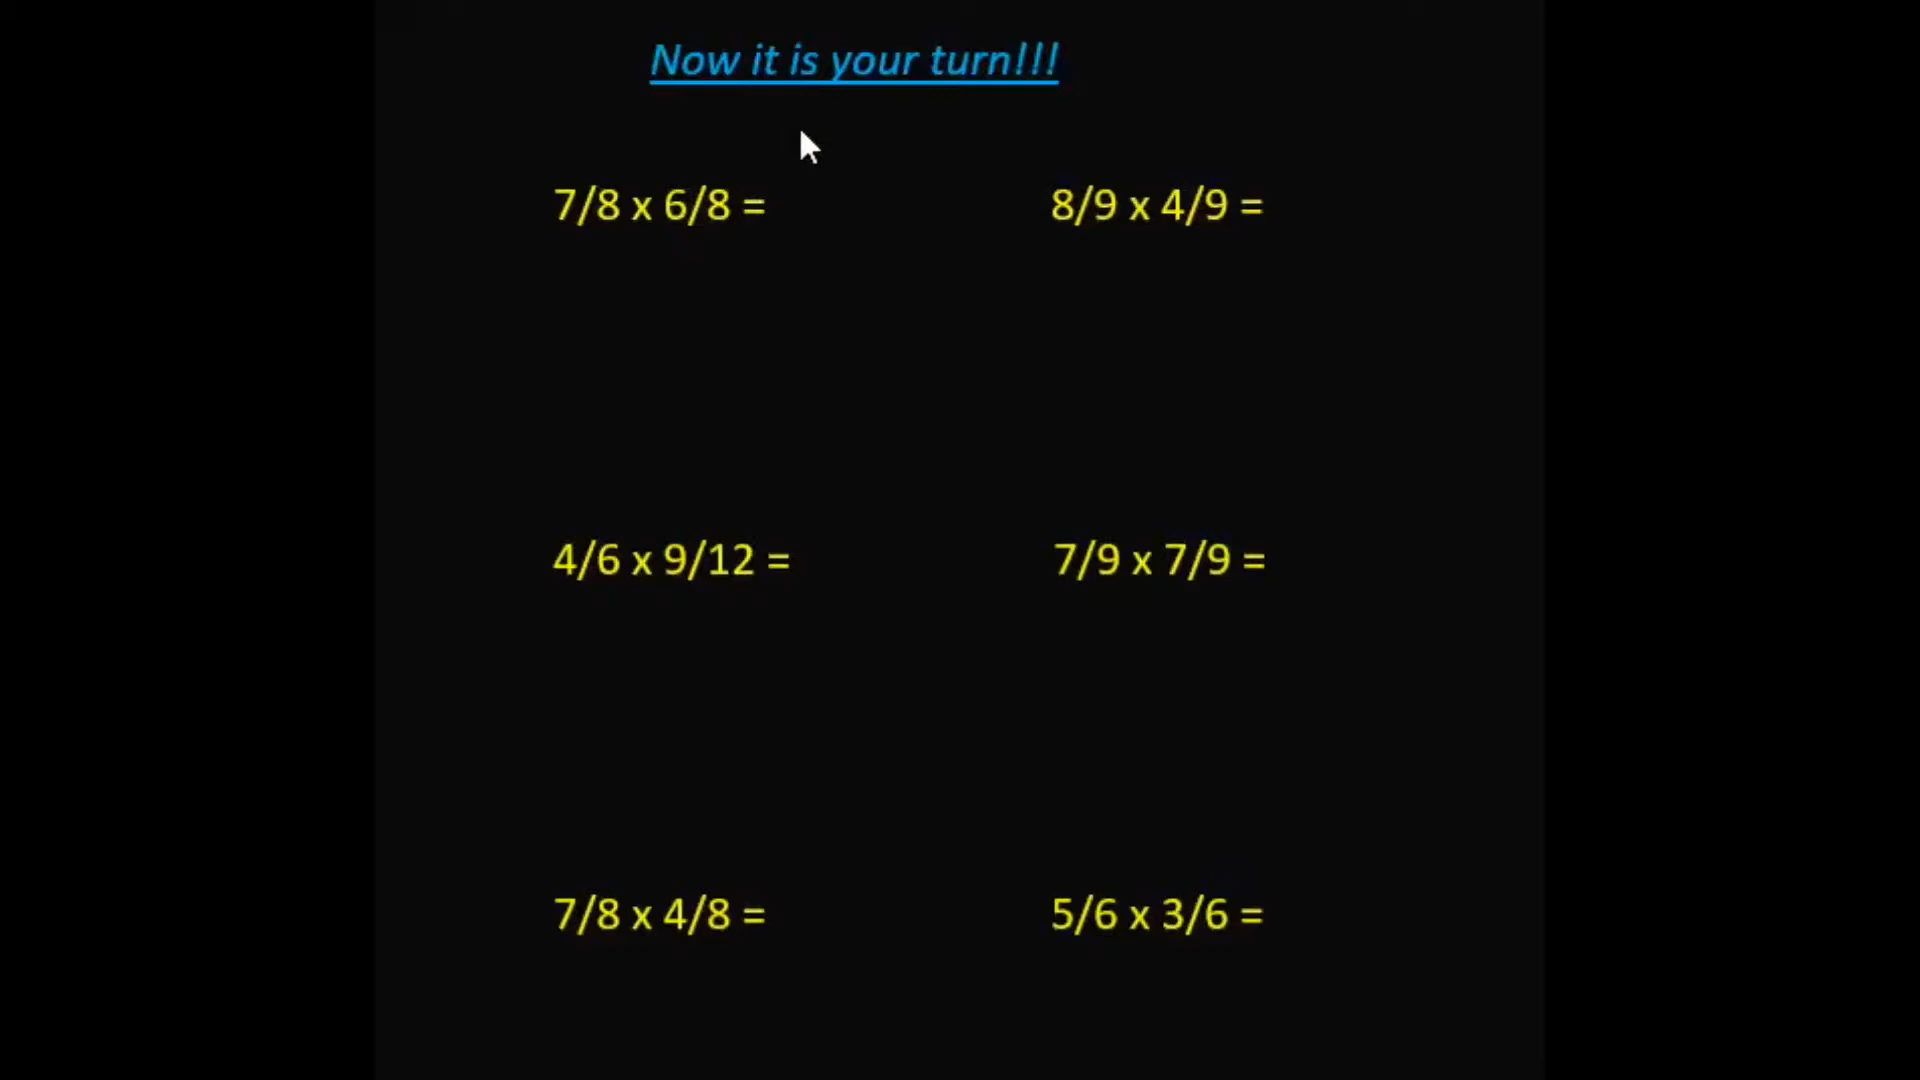 Now it is your turn!!!
7/8 x 6/8 =
8/9 x 4/9 =
4/6 x 9/12 =
7/9 x 7/9 =
7/8 x 4/8 =
5/6 x 3/6 =